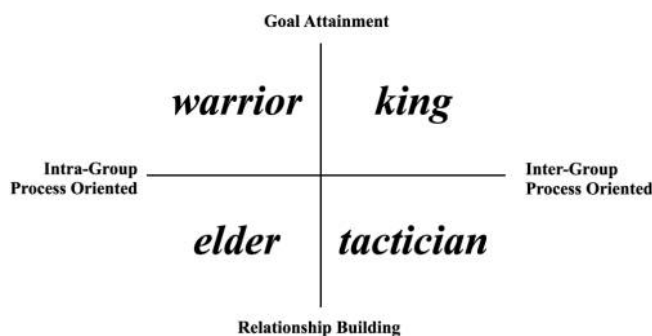 Goal Attainment
warrior king
Intra-Group
Process Oriented
Inter-Group
Process Oriented
elder tactician
Relationship Building